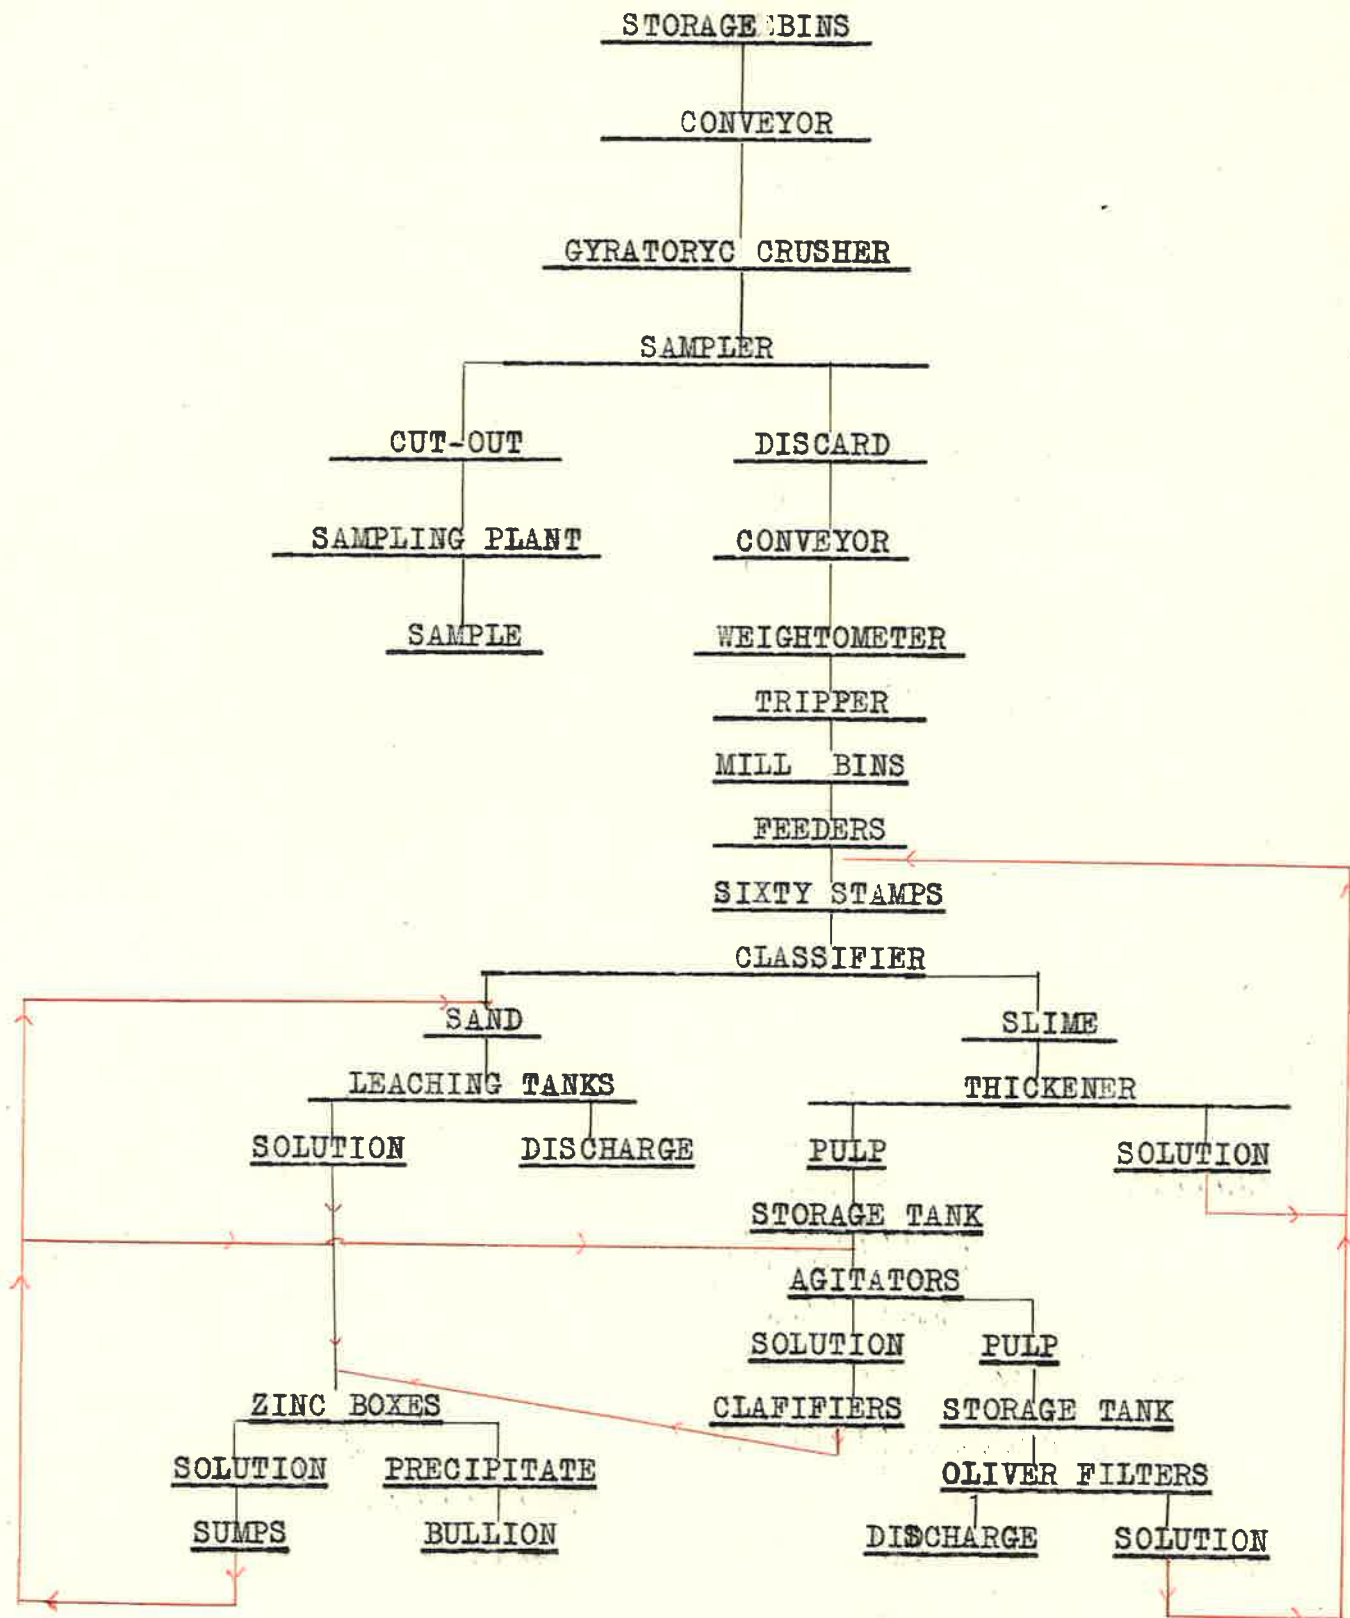 STORAGE BINS
CONVEYOR
GYRATORYC CRUSHER
SAMPLER
CUT-OUT
DISCARD
SAMPLING PLANT
CONVEYOR
SAMPLE
WEIGHTOMETER
TRIPPER
MILL BINS
FEEDERS
SIXTY STAMPS
CLASSIFIER
SAND
SLIME
LEACHING TANKS
THICKENER
SOLUTION
DISCHARGE
PULP
SOLUTION
STORAGE TANK
AGITATORS
SOLUTION
PULP
ZINC BOXES
CLAFIFIERS
STORAGE TANK
SOLUTION
PRECIPITATE
OLIVER FILTERS
SUMPS
BULLION
DISCHARGE
SOLUTION